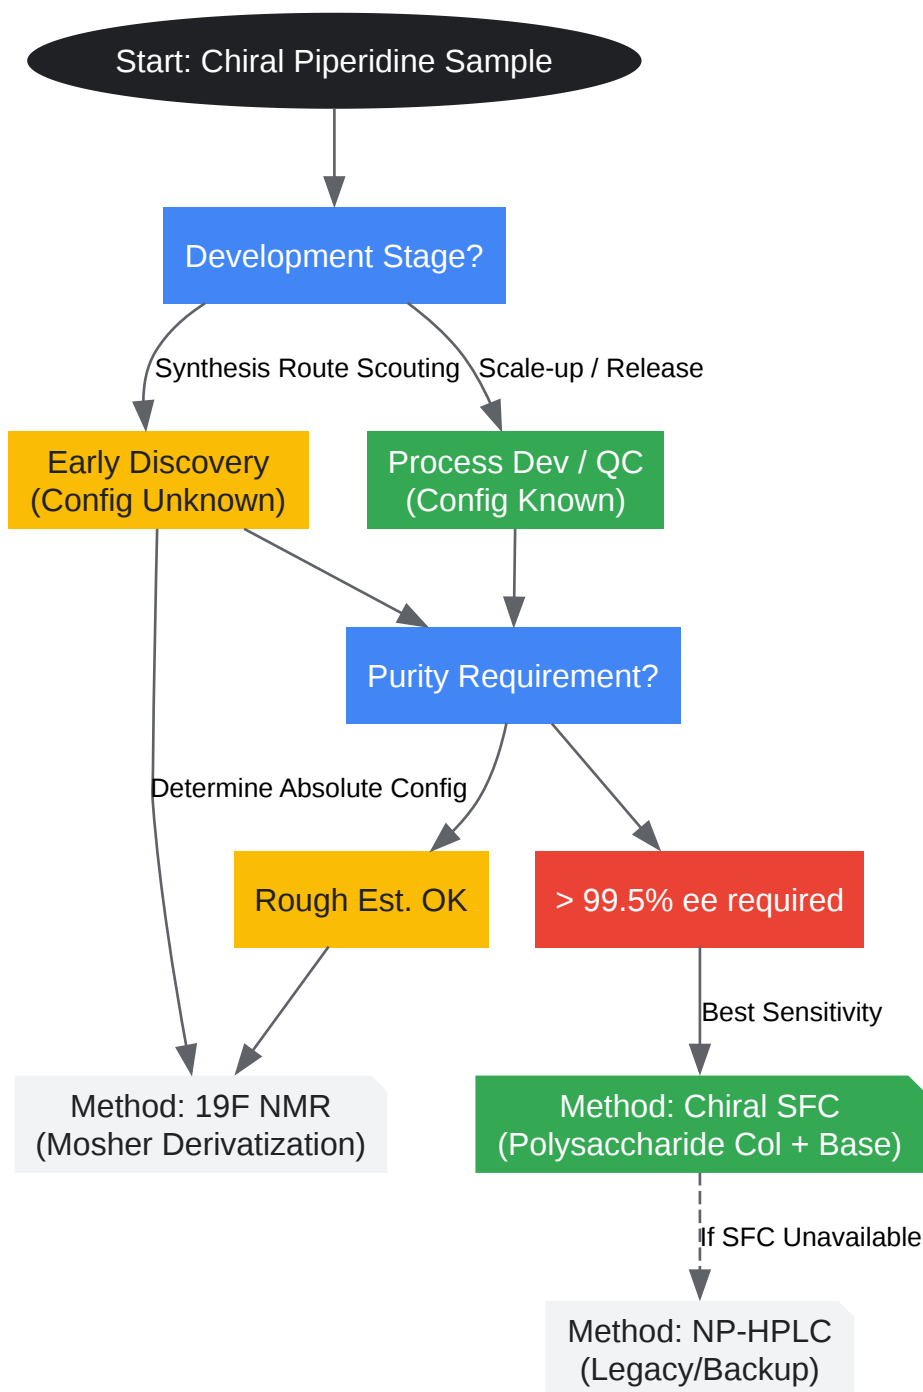 Start: Chiral Piperidine Sample
Development Stage?
Synthesis Route Scouting
Scale-up / Release
Early Discovery
(Config Unknown)
Process Dev / QC
(Config Known)
Purity Requirement?
Determine Absolute Config
Rough Est. OK
> 99.5% ee required
Best Sensitivity
Method: 19F NMR
(Mosher Derivatization)
Method: Chiral SFC
(Polysaccharide Col + Base)
If SFC Unavailable
Method: NP-HPLC
(Legacy/Backup)